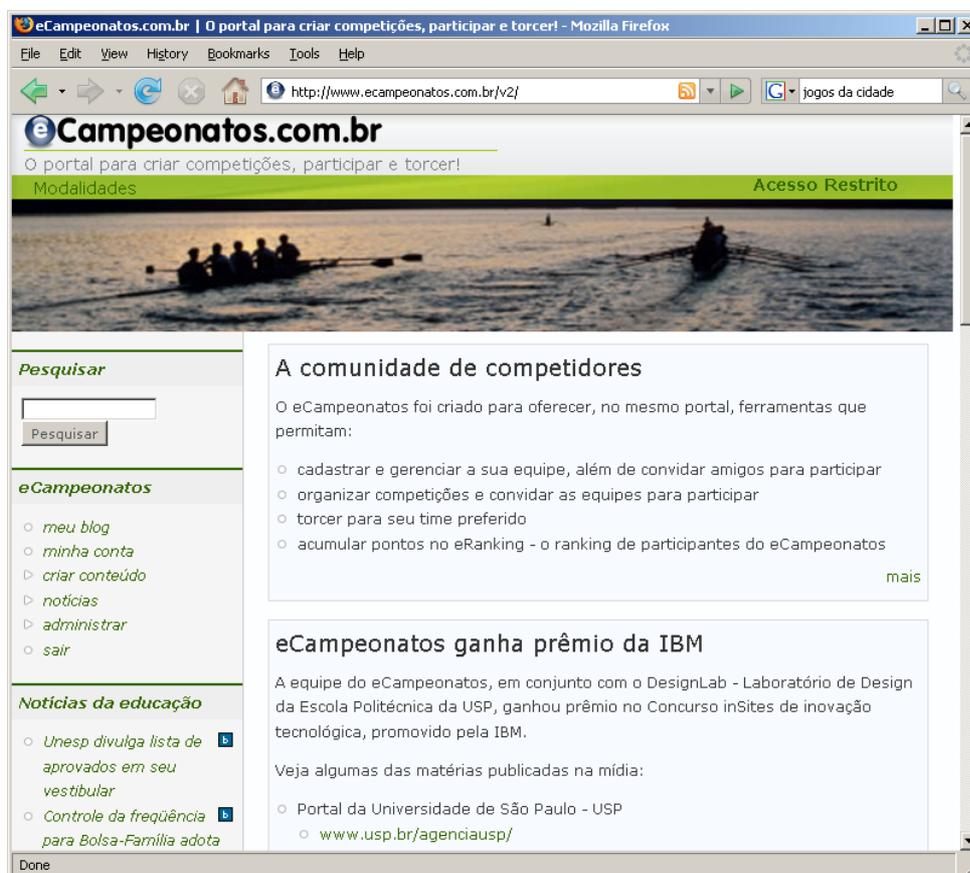 eCampeonatos.com.br | O portal para criar competições, participar e torcer! - Mozilla Firefox
File Edit View History Bookmarks Tools Help
http://www.ecampeonatos.com.br/v2/ G jogos da cidade
eCampeonatos.com.br
O portal para criar competições, participar e torcer!
Modalidades Acesso Restrito
Pesquisar
Pesquisar
eCampeonatos
meu blog
minha conta
criar conteúdo
notícias
administrar
sair
Notícias da educação
Unesp divulga lista de
aprovados em seu
vestibular
Controle da freqüência
para Bolsa-Família adota
A comunidade de competidores
O eCampeonatos foi criado para oferecer, no mesmo portal, ferramentas que
permitam:
cadastrar e gerenciar a sua equipe, além de convidar amigos para participar
organizar competições e convidar as equipes para participar
torcer para seu time preferido
acumular pontos no eRanking - o ranking de participantes do eCampeonatos
mais
eCampeonatos ganha prêmio da IBM
A equipe do eCampeonatos, em conjunto com o DesignLab - Laboratório de Design
da Escola Politécnica da USP, ganhou prêmio no Concurso inSites de inovação
tecnológica, promovido pela IBM.
Veja algumas das matérias publicadas na mídia:
Portal da Universidade de São Paulo - USP
www.usp.br/agenciausp/
Done